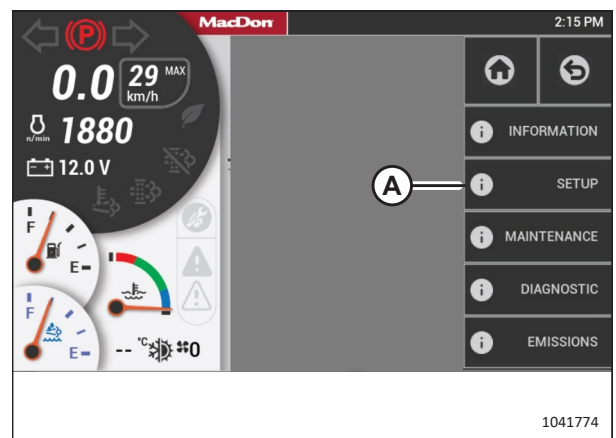 MacDon
2:15 PM
P
0.0
29 MAX
km/h
n/min 1880
12.0 V
F
E
F
E
-- °C
0
INFORMATION
A
SETUP
MAINTENANCE
DIAGNOSTIC
EMISSIONS
1041774